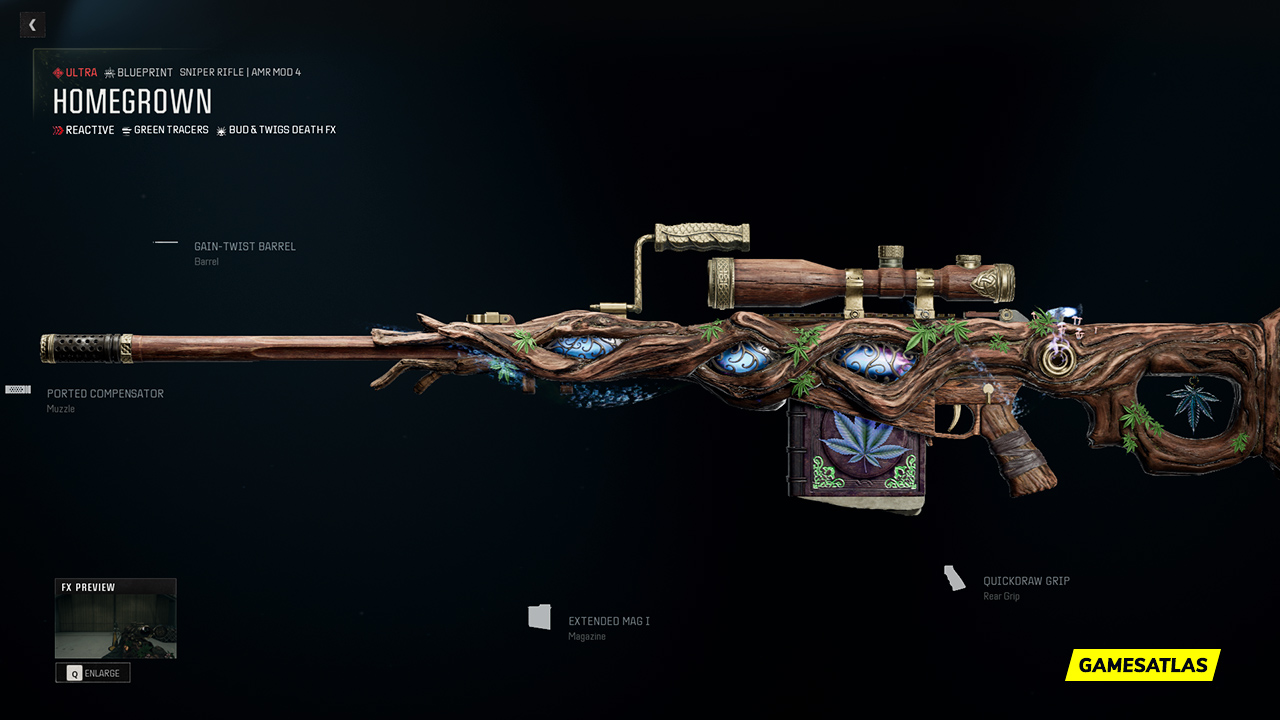 ULTRA BLUEPRINT SNIPER RIFLE | AMR MOD 4
HOMEGROWN
REACTIVE GREEN TRACERS BUD & TWIGS DEATH FX
GAIN-TWIST BARREL
Barrel
PORTED COMPENSATOR
Muzzle
FX PREVIEW
Q ENLARGE
EXTENDED MAG I
Magazine
QUICKDRAW GRIP
Rear Grip
GAMESATLAS